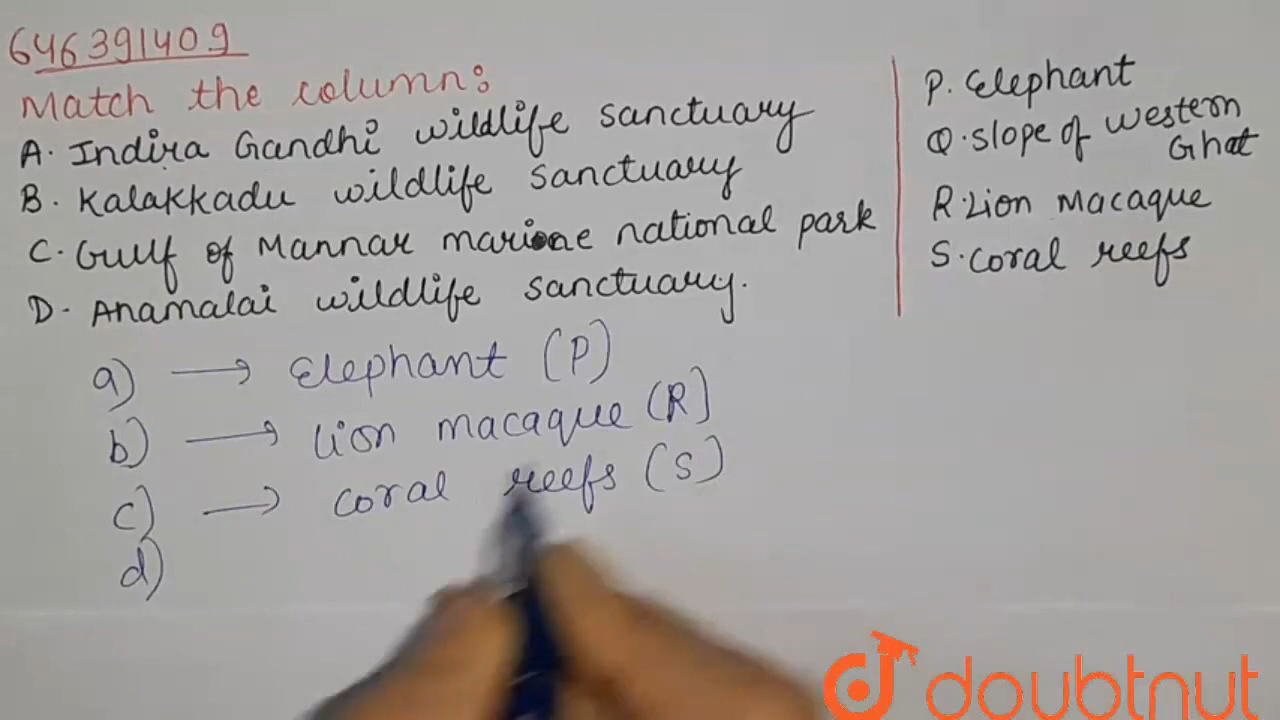 646391409
Match the column:
A. Indira Gandhi wildlife sanctuary
B. Kalakkadu wildlife sanctuary
C. Gulf of Mannar marine national park
D. Anamalai wildlife sanctuary.
P. Elephant
Q. slope of western
Ghat
R. Lion Macaque
S. coral reefs
a) → Elephant (P)
b) → Lion macaque (R)
c) → coral reefs (S)
d)
doubtnut